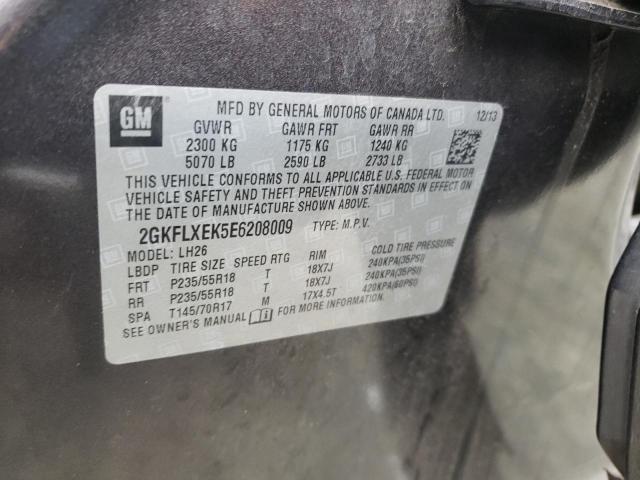 GM
MFD BY GENERAL MOTORS OF CANADA LTD. 12/13
GVWR GAWR FRT GAWR RR
2300 KG 1175 KG 1240 KG
5070 LB 2590 LB 2733 LB
THIS VEHICLE CONFORMS TO ALL APPLICABLE U.S. FEDERAL MOTOR
VEHICLE SAFETY AND THEFT PREVENTION STANDARDS IN EFFECT ON
THE DATE OF MANUFACTURE SHOWN ABOVE.
2GKFLXEK5E6208009 TYPE: M.P.V.
MODEL: LH26
LBDP TIRE SIZE SPEED RTG RIM COLD TIRE PRESSURE
FRT P235/55R18 T 18X7J 240KPA(35PSI)
RR P235/55R18 T 18X7J 240KPA(35PSI)
SPA T145/70R17 M 17X4.5T 420KPA(60PSI)
SEE OWNER'S MANUAL FOR MORE INFORMATION.